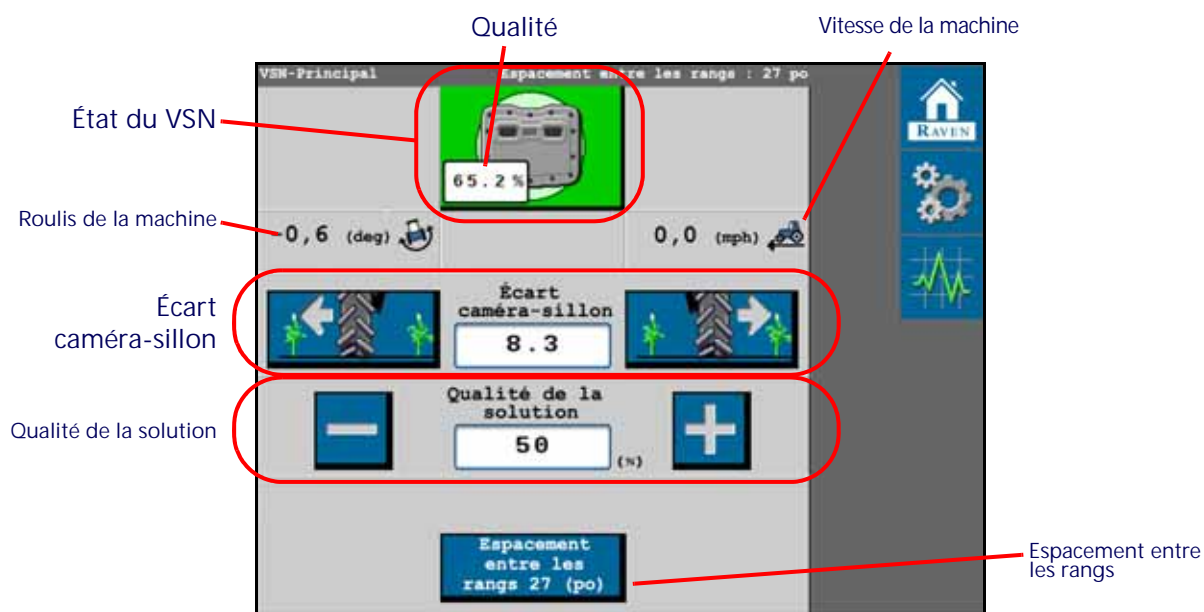 Qualité
Vitesse de la machine
VSN-Principal Espacement entre les rangs : 27 po
État du VSN
RAVEN
65.2 %
Roulis de la machine
-0,6 (deg)
0,0 (mph)
Écart
caméra-sillon
Écart
caméra-sillon
8.3
Qualité de la solution
Qualité de la
solution
50
(%)
Espacement
entre les
rangs 27 (po)
Espacement entre
les rangs